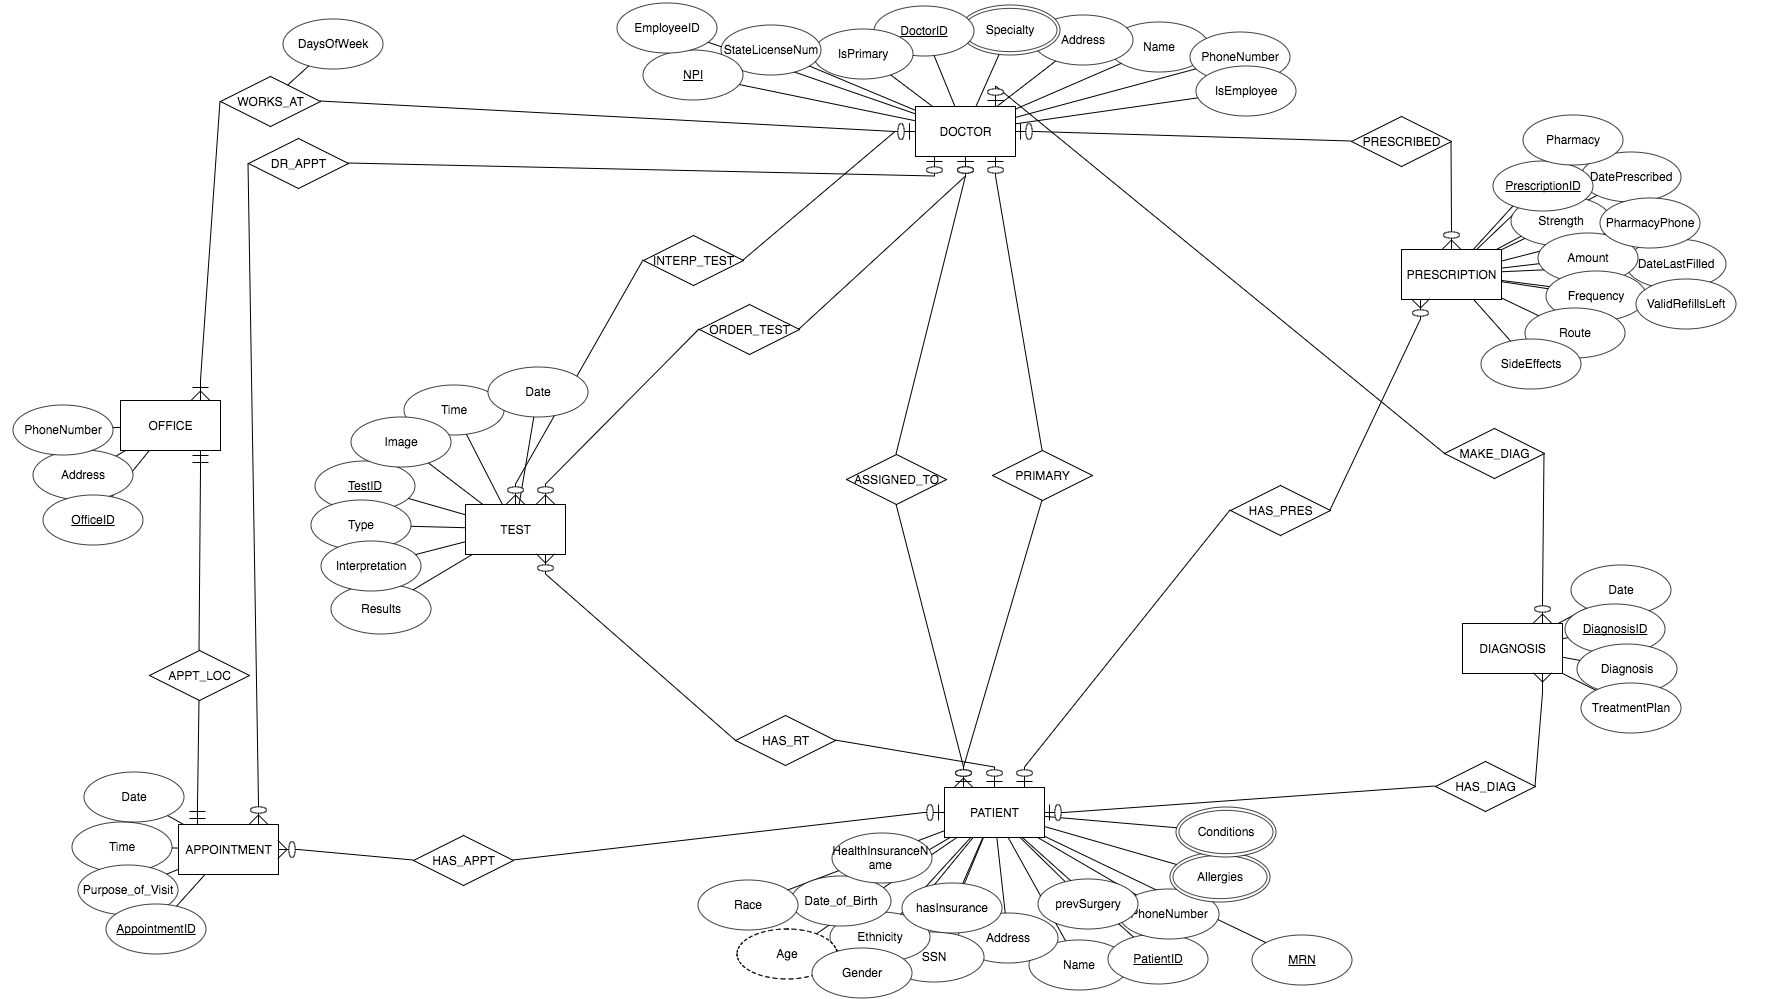 DaysOfWeek
EmployeeID
StateLicenseNum
NPI
IsPrimary
DoctorID
Specialty
Address
Name
PhoneNumber
IsEmployee
WORKS_AT
DOCTOR
DR_APPT
PRESCRIBED
Pharmacy
PrescriptionID
DatePrescribed
Strength
PharmacyPhone
Amount
DateLastFilled
Frequency
ValidRefillsLeft
Route
SideEffects
PRESCRIPTION
INTERP_TEST
ORDER_TEST
OFFICE
PhoneNumber
Address
OfficeID
Date
Time
Image
TestID
Type
Interpretation
Results
TEST
ASSIGNED_TO
PRIMARY
MAKE_DIAG
HAS_PRES
Date
DiagnosisID
Diagnosis
TreatmentPlan
DIAGNOSIS
APPT_LOC
HAS_RT
HAS_DIAG
Date
Time
Purpose_of_Visit
AppointmentID
APPOINTMENT
HAS_APPT
PATIENT
Conditions
Allergies
HealthInsuranceN
ame
Race
Date_of_Birth
hasInsurance
prevSurgery
PhoneNumber
Age
Ethnicity
Gender
SSN
Address
Name
PatientID
MRN